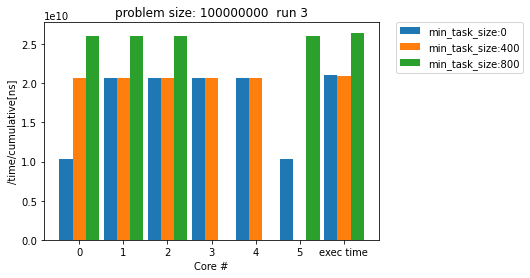 problem size: 100000000  run 3
1e10
/time/cumulative[ns]
2.5
2.0
1.5
1.0
0.5
0.0
0 1 2 3 4 5 exec time
Core #
min_task_size:0
min_task_size:400
min_task_size:800